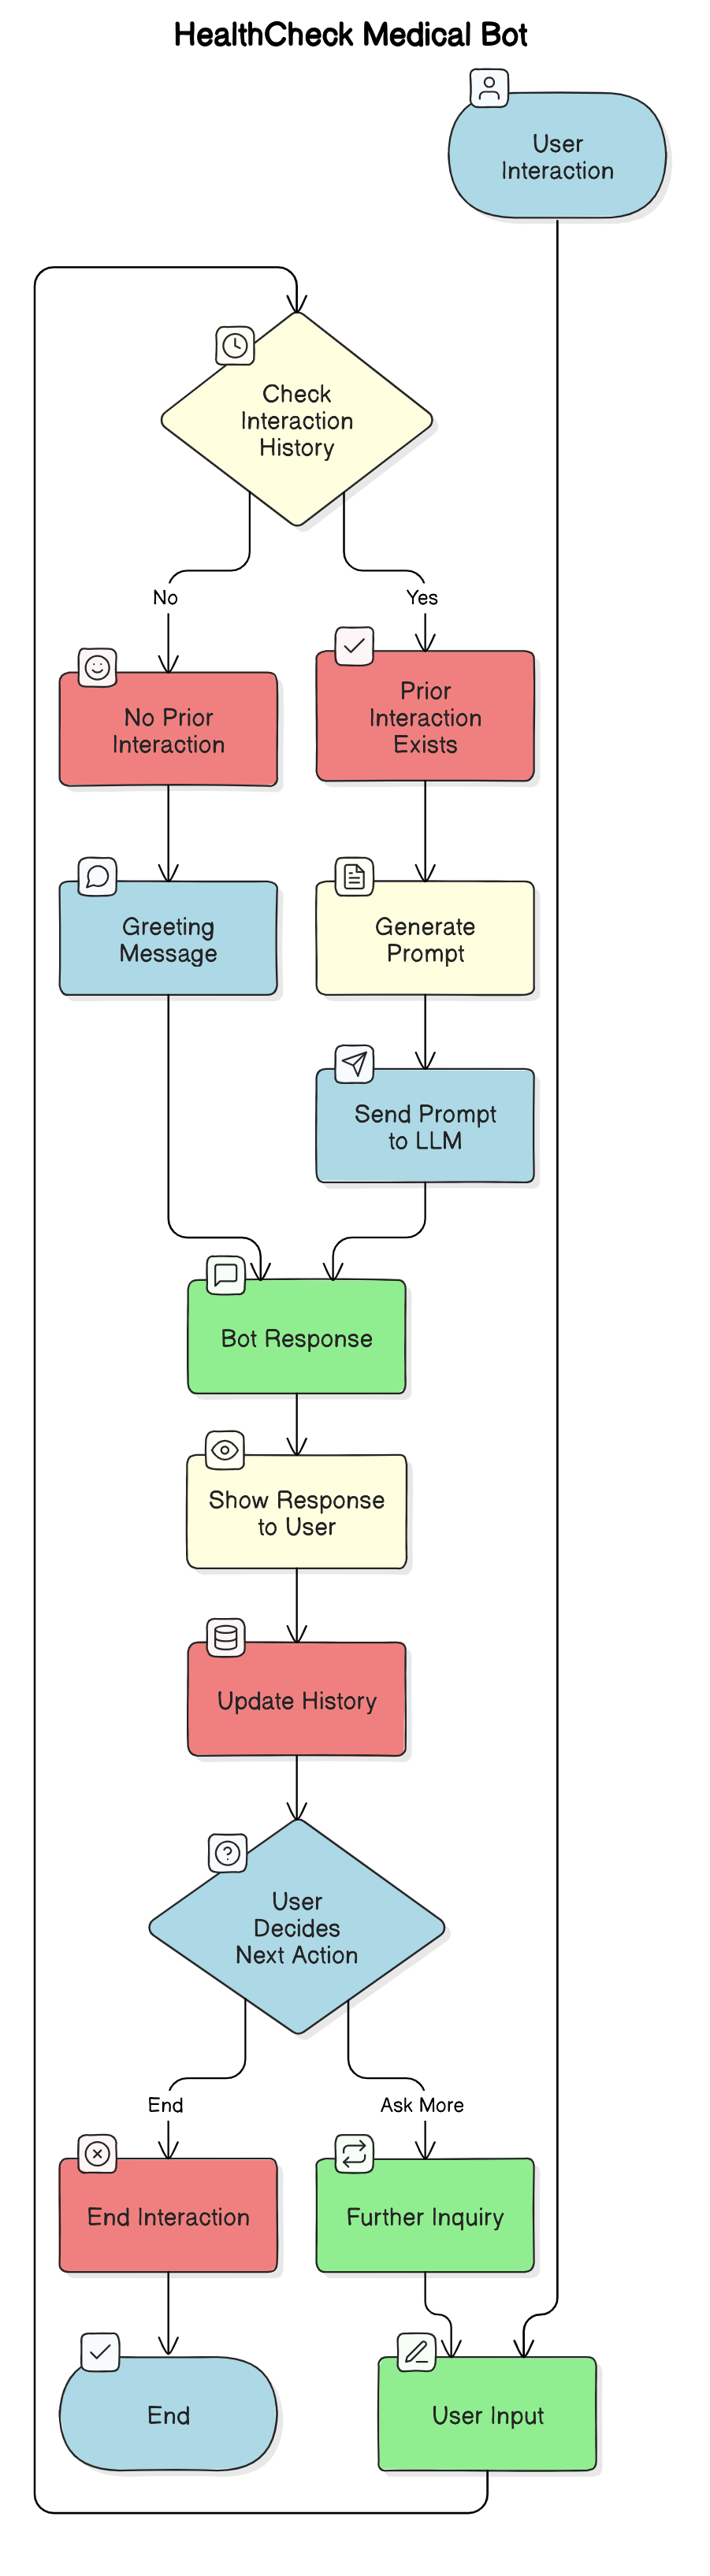 HealthCheck Medical Bot
User
Interaction
Check
Interaction
History
No
Yes
No Prior
Interaction
Prior
Interaction
Exists
Greeting
Message
Generate
Prompt
Send Prompt
to LLM
Bot Response
Show Response
to User
Update History
User
Decides
Next Action
End
Ask More
End Interaction
Further Inquiry
End
User Input